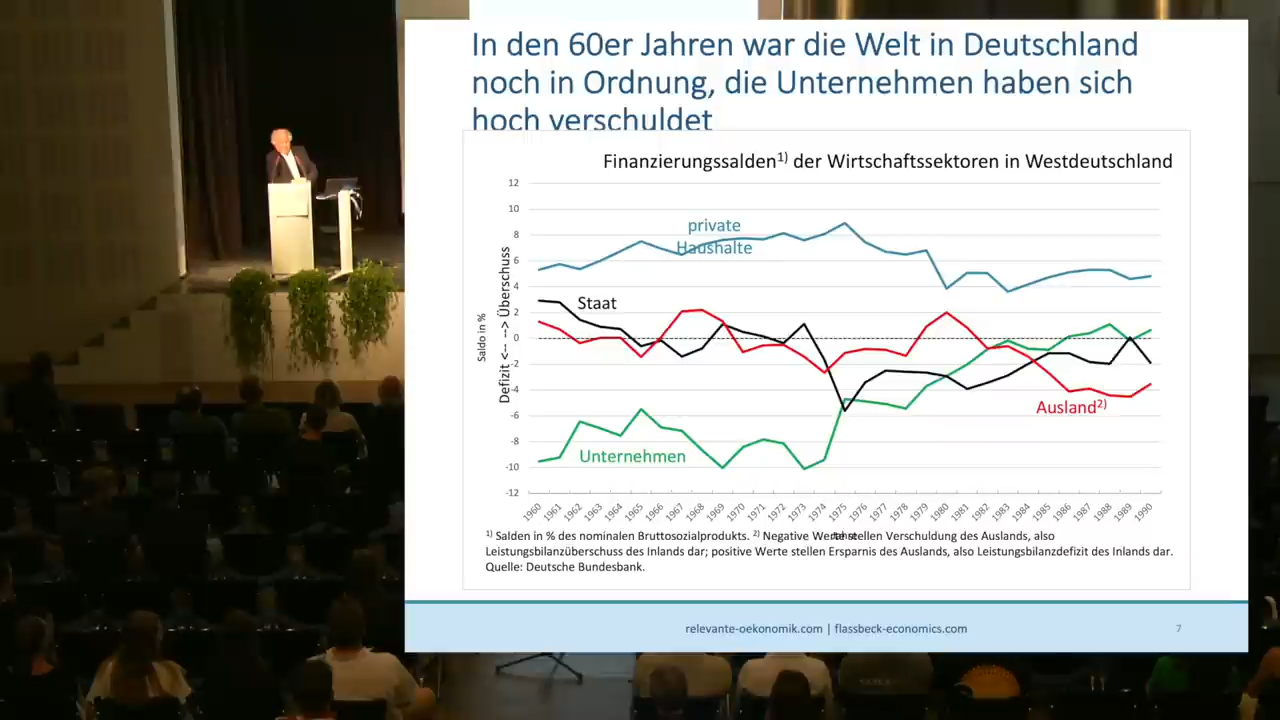 In den 60er Jahren war die Welt in Deutschland
noch in Ordnung, die Unternehmen haben sich
hoch verschuldet
Finanzierungssalden¹⁾ der Wirtschaftssektoren in Westdeutschland
12
10
8
6
4
2
0
-2
-4
-6
-8
-10
-12
Saldo in %
Defizit <-- --> Überschuss
private
Haushalte
Staat
Ausland²⁾
Unternehmen
1960 1961 1962 1963 1964 1965 1966 1967 1968 1969 1970 1971 1972 1973 1974 1975 1976 1977 1978 1979 1980 1981 1982 1983 1984 1985 1986 1987 1988 1989 1990
¹⁾ Salden in % des nominalen Bruttosozialprodukts. ²⁾ Negative Werte stellen Verschuldung des Auslands, also
Leistungsbilanzüberschuss des Inlands dar; positive Werte stellen Ersparnis des Auslands, also Leistungsbilanzdefizit des Inlands dar.
Quelle: Deutsche Bundesbank.
relevante-oekonomik.com | flassbeck-economics.com
7